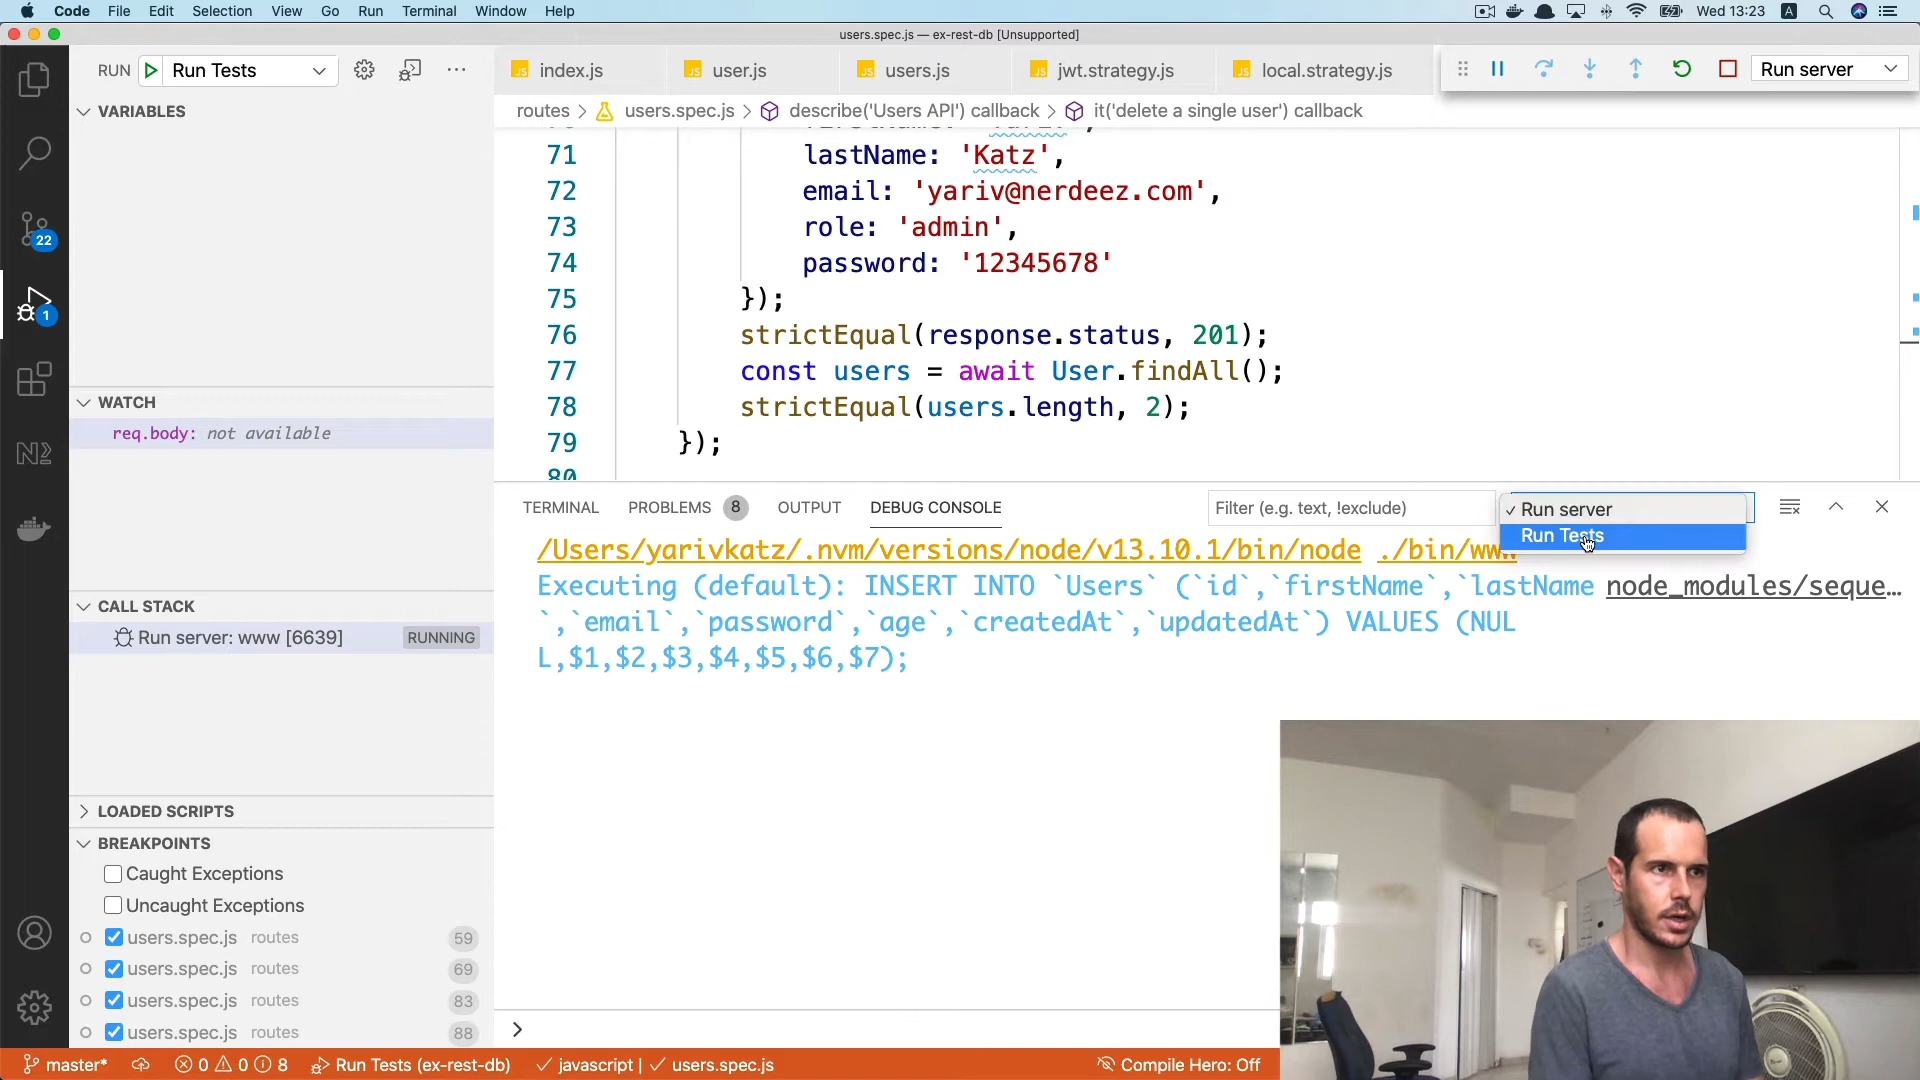 Code File Edit Selection View Go Run Terminal Window Help
Wed 13:23 A
users.spec.js — ex-rest-db [Unsupported]
RUN Run Tests
index.js user.js users.js jwt.strategy.js local.strategy.js
Run server
routes > users.spec.js > describe('Users API') callback > it('delete a single user') callback
VARIABLES
71 lastName: 'Katz',
72 email: 'yariv@nerdeez.com',
73 role: 'admin',
74 password: '12345678'
75 });
76 strictEqual(response.status, 201);
77 const users = await User.findAll();
78 strictEqual(users.length, 2);
79 });
80
22
1
WATCH
req.body: not available
CALL STACK
Run server: www [6639] RUNNING
LOADED SCRIPTS
BREAKPOINTS
Caught Exceptions
Uncaught Exceptions
users.spec.js routes 59
users.spec.js routes 69
users.spec.js routes 83
users.spec.js routes 88
TERMINAL PROBLEMS 8 OUTPUT DEBUG CONSOLE
Filter (e.g. text, !exclude)
✓ Run server
Run Tests
/Users/yarivkatz/.nvm/versions/node/v13.10.1/bin/node ./bin/www
Executing (default): INSERT INTO `Users` (`id`,`firstName`,`lastName node_modules/seque…
`,`email`,`password`,`age`,`createdAt`,`updatedAt`) VALUES (NUL
L,$1,$2,$3,$4,$5,$6,$7);
>
master* 0 0 8 Run Tests (ex-rest-db) ✓ javascript | ✓ users.spec.js
Compile Hero: Off